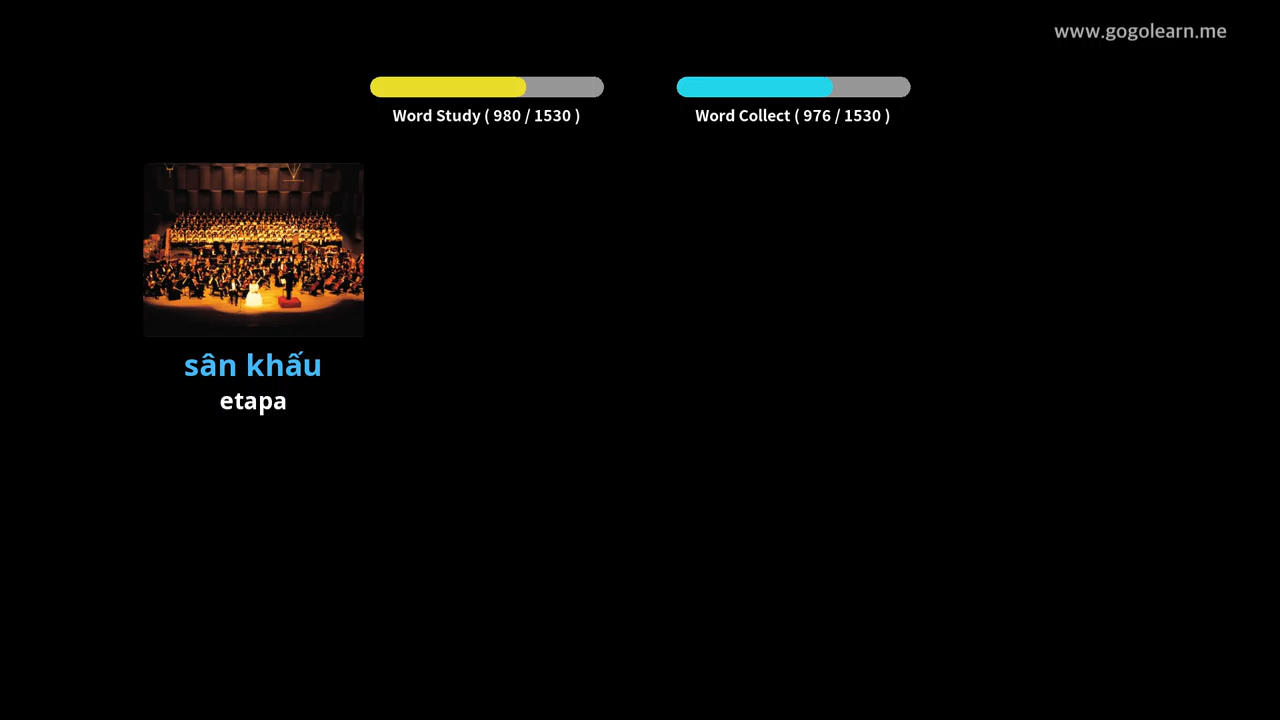 www.gogolearn.me
Word Study ( 980 / 1530 )
Word Collect ( 976 / 1530 )
sân khấu
etapa